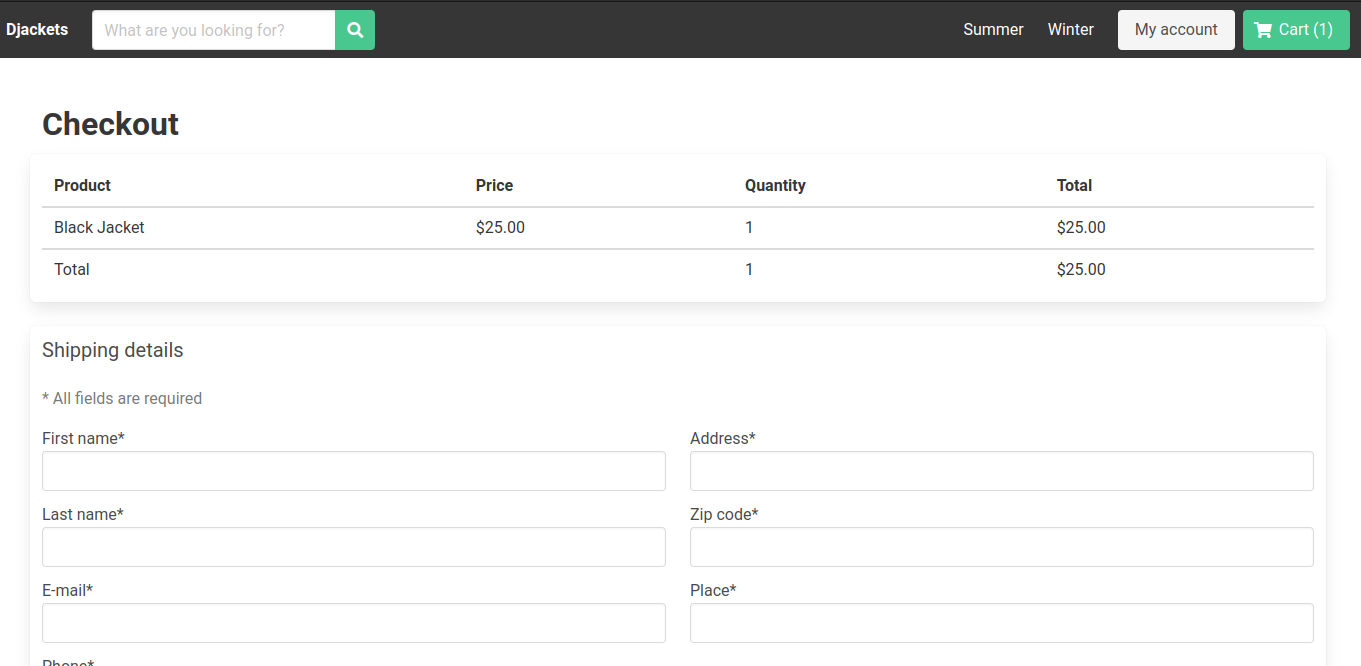 Djackets What are you looking for? Summer Winter My account Cart (1)
Checkout
Product Price Quantity Total
Black Jacket $25.00 1 $25.00
Total 1 $25.00
Shipping details
* All fields are required
First name* Address*
Last name* Zip code*
E-mail* Place*
Phone*